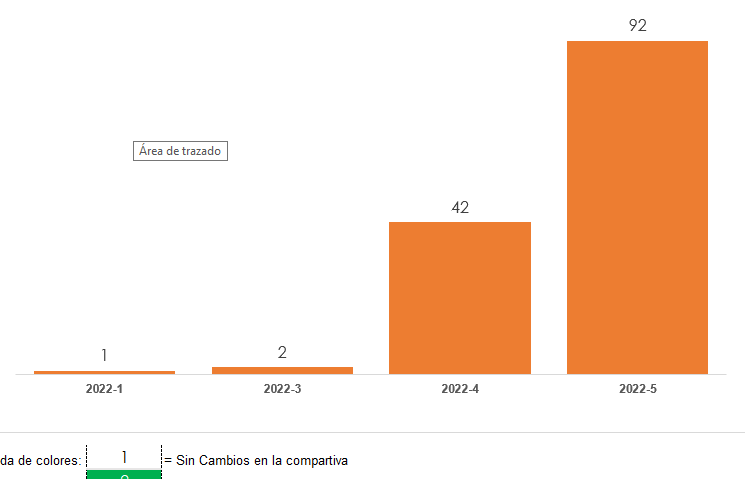 92
Área de trazado
42
1
2
2022-1 2022-3 2022-4 2022-5
da de colores: 1 = Sin Cambios en la compartiva